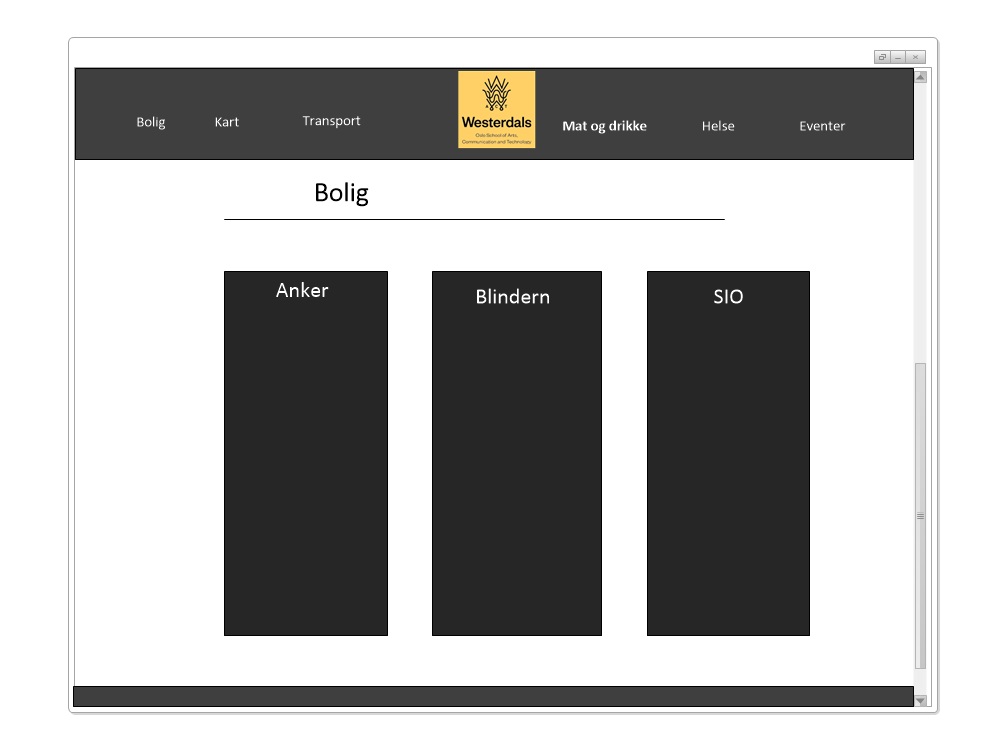 Bolig
Kart
Transport
Westerdals
Oslo School of Arts,
Communication and Technology
Mat og drikke
Helse
Eventer
Bolig
Anker
Blindern
SIO